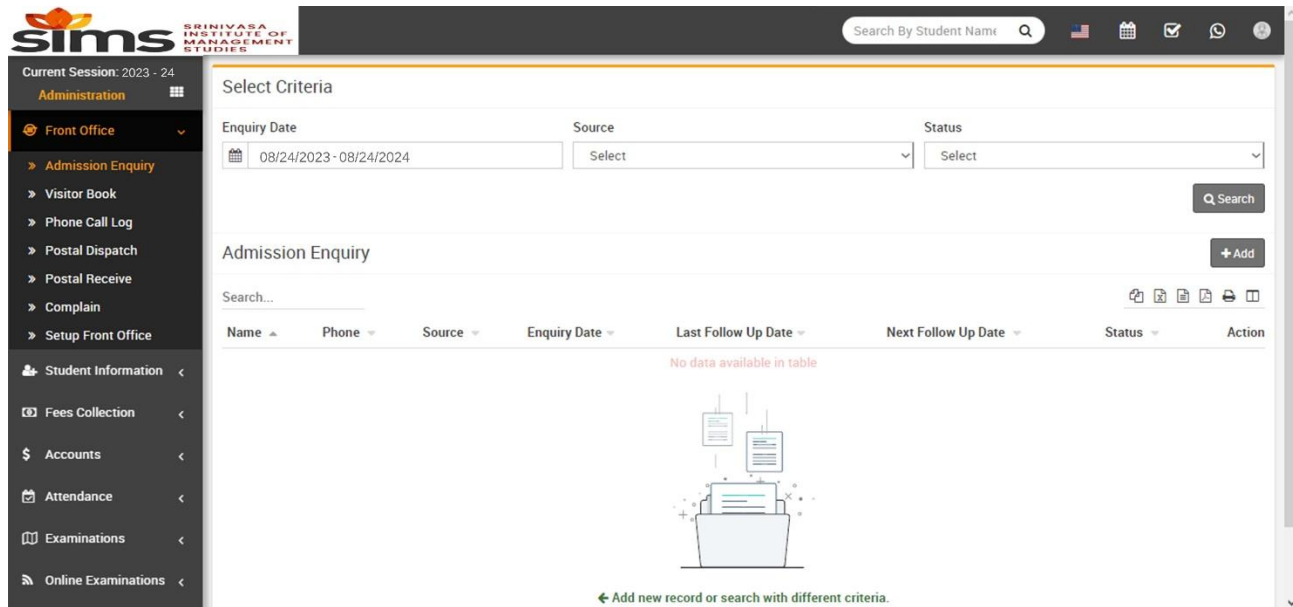 sims
SRINIVASA
INSTITUTE OF
MANAGEMENT
STUDIES
Search By Student Name
Current Session: 2023 - 24
Administration
Front Office
Admission Enquiry
Visitor Book
Phone Call Log
Postal Dispatch
Postal Receive
Complain
Setup Front Office
Student Information
Fees Collection
Accounts
Attendance
Examinations
Online Examinations
Select Criteria
Enquiry Date Source Status
08/24/2023 - 08/24/2024 Select Select
Search
Admission Enquiry + Add
Search...
Name Phone Source Enquiry Date Last Follow Up Date Next Follow Up Date Status Action
No data available in table
Add new record or search with different criteria.